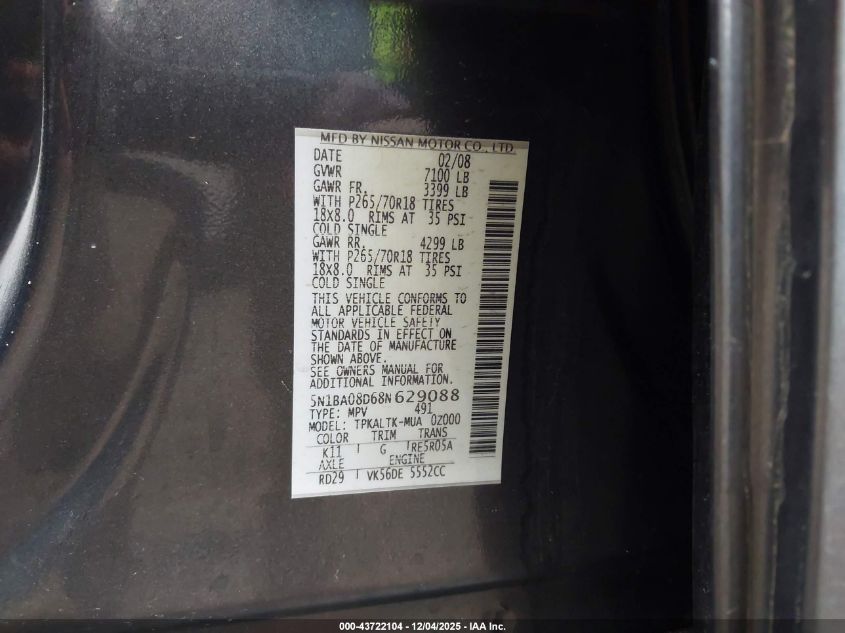 MFD BY NISSAN MOTOR CO., LTD.
DATE 02/08
GVWR 7100 LB
GAWR FR. 3399 LB
WITH P265/70R18 TIRES
18X8.0 RIMS AT 35 PSI
COLD SINGLE
GAWR RR. 4299 LB
WITH P265/70R18 TIRES
18X8.0 RIMS AT 35 PSI
COLD SINGLE
THIS VEHICLE CONFORMS TO
ALL APPLICABLE FEDERAL
MOTOR VEHICLE SAFETY
STANDARDS IN EFFECT ON
THE DATE OF MANUFACTURE
SHOWN ABOVE.
SEE OWNERS MANUAL FOR
ADDITIONAL INFORMATION.
5N1BA08D68N629088
TYPE: MPV 491
MODEL: TPKALTK-MUA 0Z000
COLOR TRIM TRANS
K11 G RE5R05A
AXLE ENGINE
RD29 VK56DE 5552CC
000-43722104 - 12/04/2025 - IAA Inc.